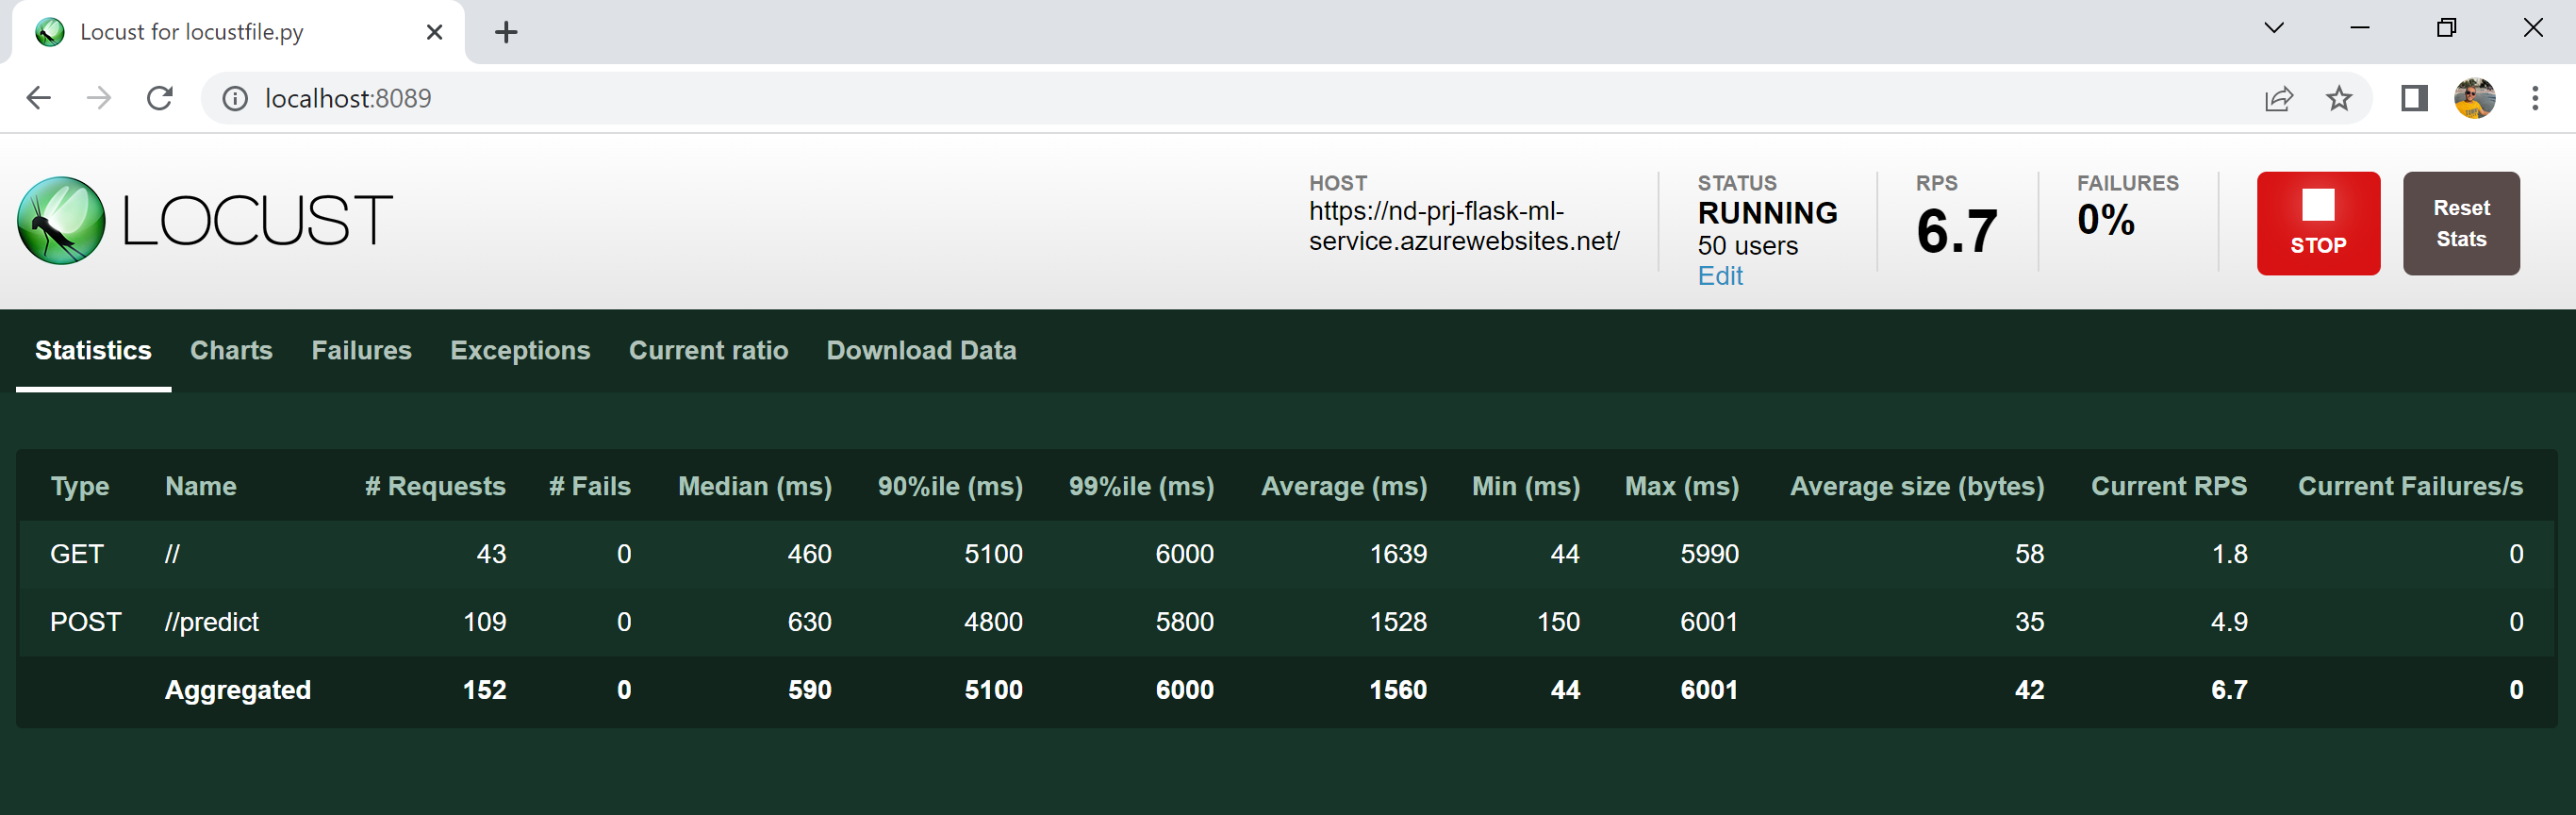 Locust for locustfile.py
localhost:8089
LOCUST
HOST
https://nd-prj-flask-ml-
service.azurewebsites.net/
STATUS
RUNNING
50 users
Edit
RPS
6.7
FAILURES
0%
STOP
Reset
Stats
Statistics Charts Failures Exceptions Current ratio Download Data
Type Name # Requests # Fails Median (ms) 90%ile (ms) 99%ile (ms) Average (ms) Min (ms) Max (ms) Average size (bytes) Current RPS Current Failures/s
GET // 43 0 460 5100 6000 1639 44 5990 58 1.8 0
POST //predict 109 0 630 4800 5800 1528 150 6001 35 4.9 0
Aggregated 152 0 590 5100 6000 1560 44 6001 42 6.7 0